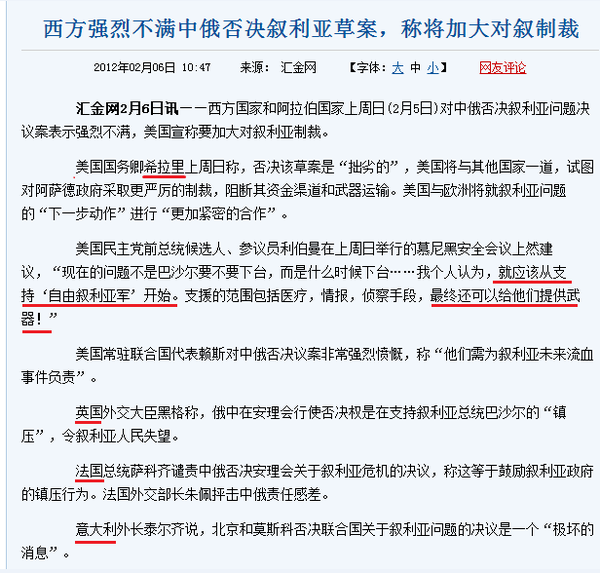 西方强烈不满中俄否决叙利亚草案，称将加大对叙制裁
2012年02月06日 10:47 来源： 汇金网 【字体：大 中 小】 网友评论
汇金网2月6日讯——西方国家和阿拉伯国家上周日(2月5日)对中俄否决叙利亚问题决
议案表示强烈不满，美国宣称要加大对叙利亚制裁。
美国国务卿希拉里上周日称，否决该草案是“拙劣的”，美国将与其他国家一道，试图
对阿萨德政府采取更严厉的制裁，阻断其资金渠道和武器运输。美国与欧洲将就叙利亚问题
的“下一步动作”进行“更加紧密的合作”。
美国民主党前总统候选人、参议员利伯曼在上周日举行的慕尼黑安全会议上然建
议，“现在的问题不是巴沙尔要不要下台，而是什么时候下台……我个人认为，就应该从支
持‘自由叙利亚军’开始。支援的范围包括医疗，情报，侦察手段，最终还可以给他们提供武
器！”
美国常驻联合国代表赖斯对中俄否决议案非常强烈愤慨，称“他们需为叙利亚未来流血
事件负责”。
英国外交大臣黑格称，俄中在安理会行使否决权是在支持叙利亚总统巴沙尔的“镇
压”，令叙利亚人民失望。
法国总统萨科齐谴责中俄否决安理会关于叙利亚危机的决议，称这等于鼓励叙利亚政府
的镇压行为。法国外交部长朱佩抨击中俄责任感差。
意大利外长泰尔齐说，北京和莫斯科否决联合国关于叙利亚问题的决议是一个“极坏的
消息”。